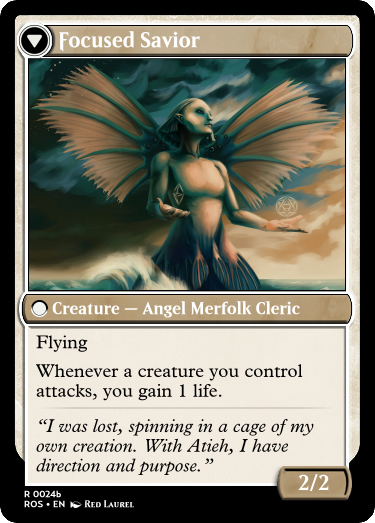 Focused Savior
Creature — Angel Merfolk Cleric
Flying
Whenever a creature you control
attacks, you gain 1 life.
“I was lost, spinning in a cage of my
own creation. With Atieh, I have
direction and purpose.”
2/2
R 0024b
ROS • EN Red Laurel